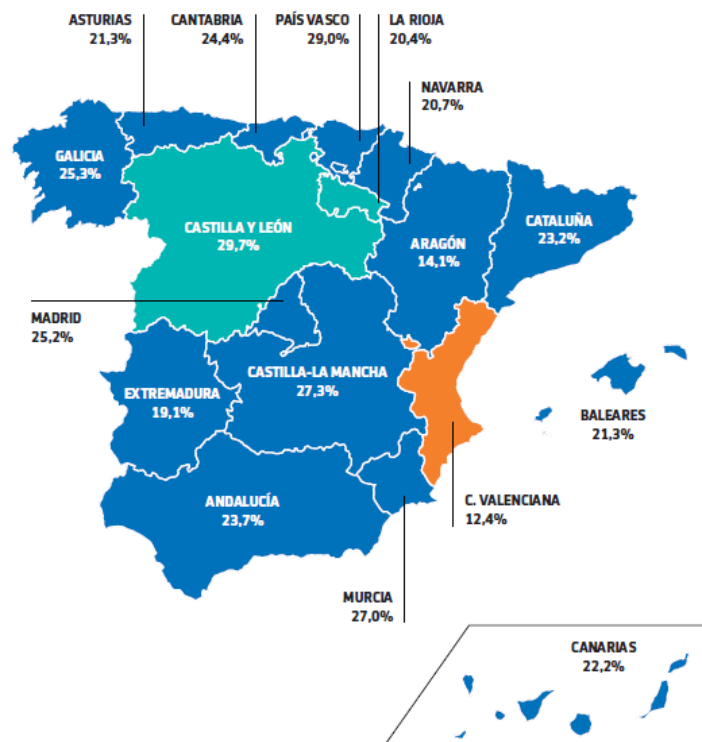 ASTURIAS
21,3%
CANTABRIA
24,4%
PAÍS VASCO
29,0%
LA RIOJA
20,4%
NAVARRA
20,7%
GALICIA
25,3%
CASTILLA Y LEÓN
29,7%
ARAGÓN
14,1%
CATALUÑA
23,2%
MADRID
25,2%
CASTILLA-LA MANCHA
27,3%
EXTREMADURA
19,1%
BALEARES
21,3%
ANDALUCÍA
23,7%
C. VALENCIANA
12,4%
MURCIA
27,0%
CANARIAS
22,2%